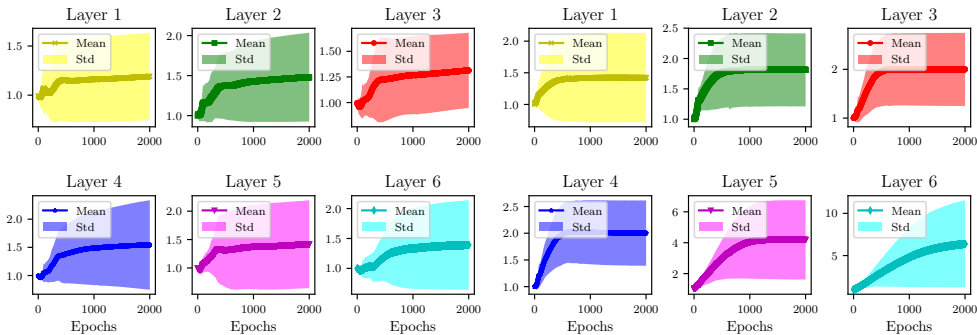 Layer 1 Layer 2 Layer 3 Layer 1 Layer 2 Layer 3
1.5 1.0 Mean Std 0 1000 2000
2.0 1.5 1.0 Mean Std 0 1000 2000
1.50 1.25 1.00 Mean Std 0 1000 2000
2.0 1.5 1.0 Mean Std 0 1000 2000
2.5 2.0 1.5 1.0 Mean Std 0 1000 2000
2 1 Mean Std 0 1000 2000
Layer 4 Layer 5 Layer 6 Layer 4 Layer 5 Layer 6
2.0 1.5 1.0 Mean Std 0 1000 2000 Epochs
2.0 1.5 1.0 Mean Std 0 1000 2000 Epochs
2.0 1.5 1.0 Mean Std 0 1000 2000 Epochs
2.5 2.0 1.5 1.0 Mean Std 0 1000 2000 Epochs
6 4 2 Mean Std 0 1000 2000 Epochs
10 5 Mean Std 0 1000 2000 Epochs